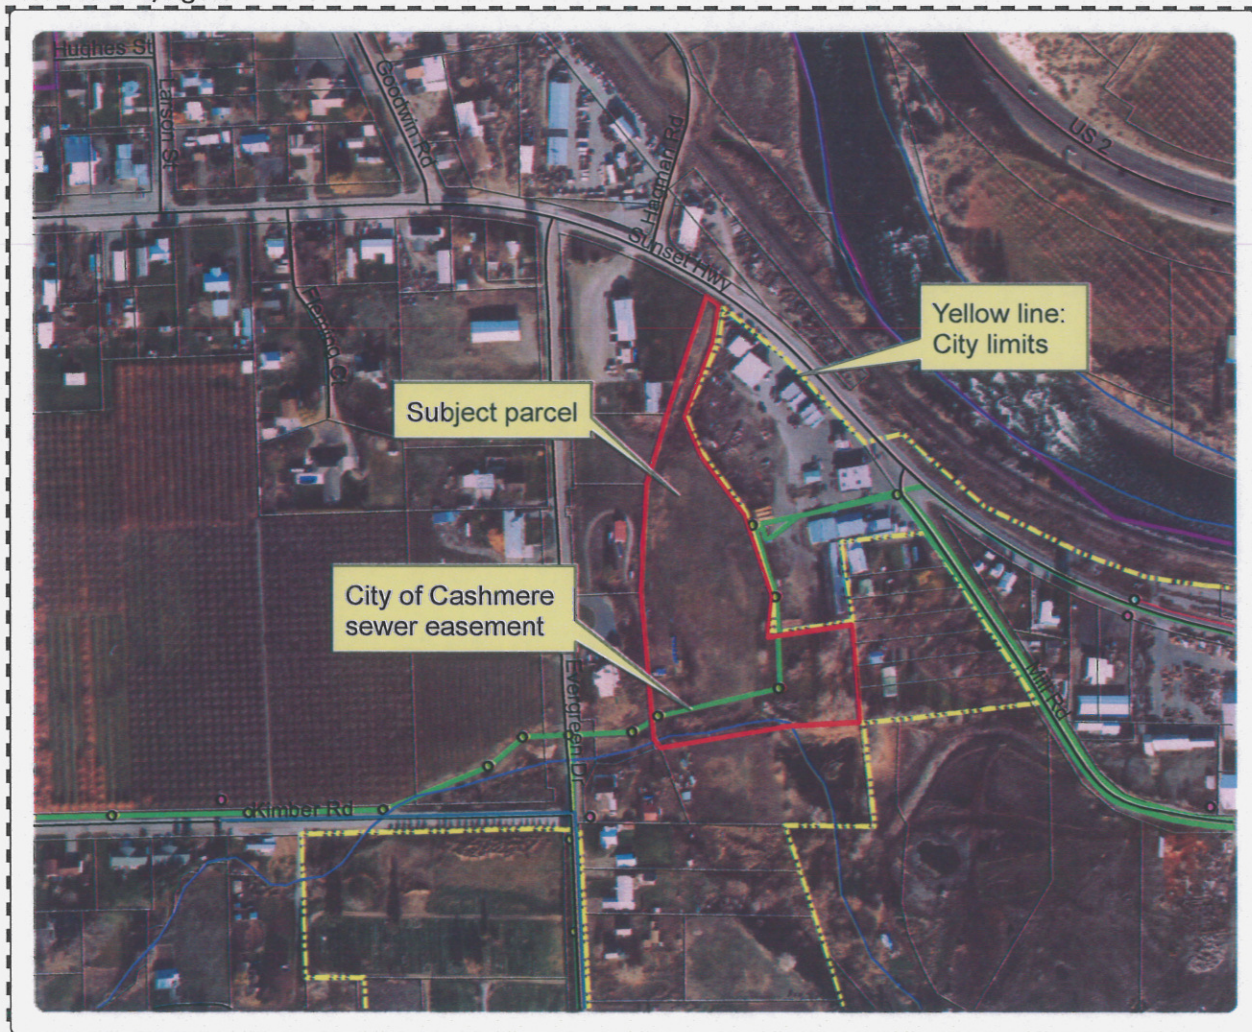 Hughes St
Larson St
Goodwin Rd
Hagman Rd
US 2
Sunset Hwy
Yellow line:
City limits
Subject parcel
City of Cashmere
sewer easement
Evergreen Dr
Mill Rd
Kimber Rd